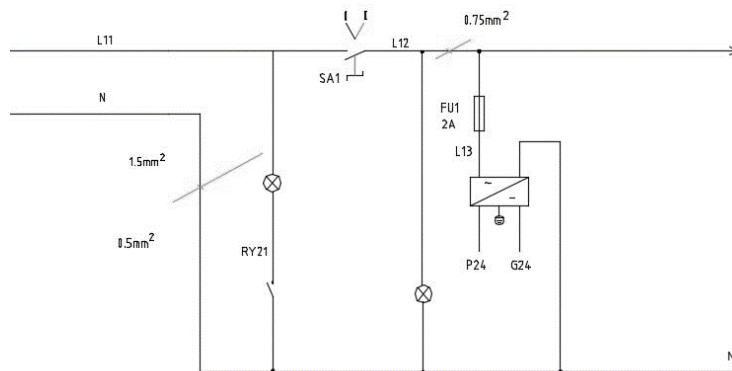 0.75mm²
L11
L12
SA1
N
FU1
2A
L13
1.5mm²
0.5mm²
RY21
P24
G24
N